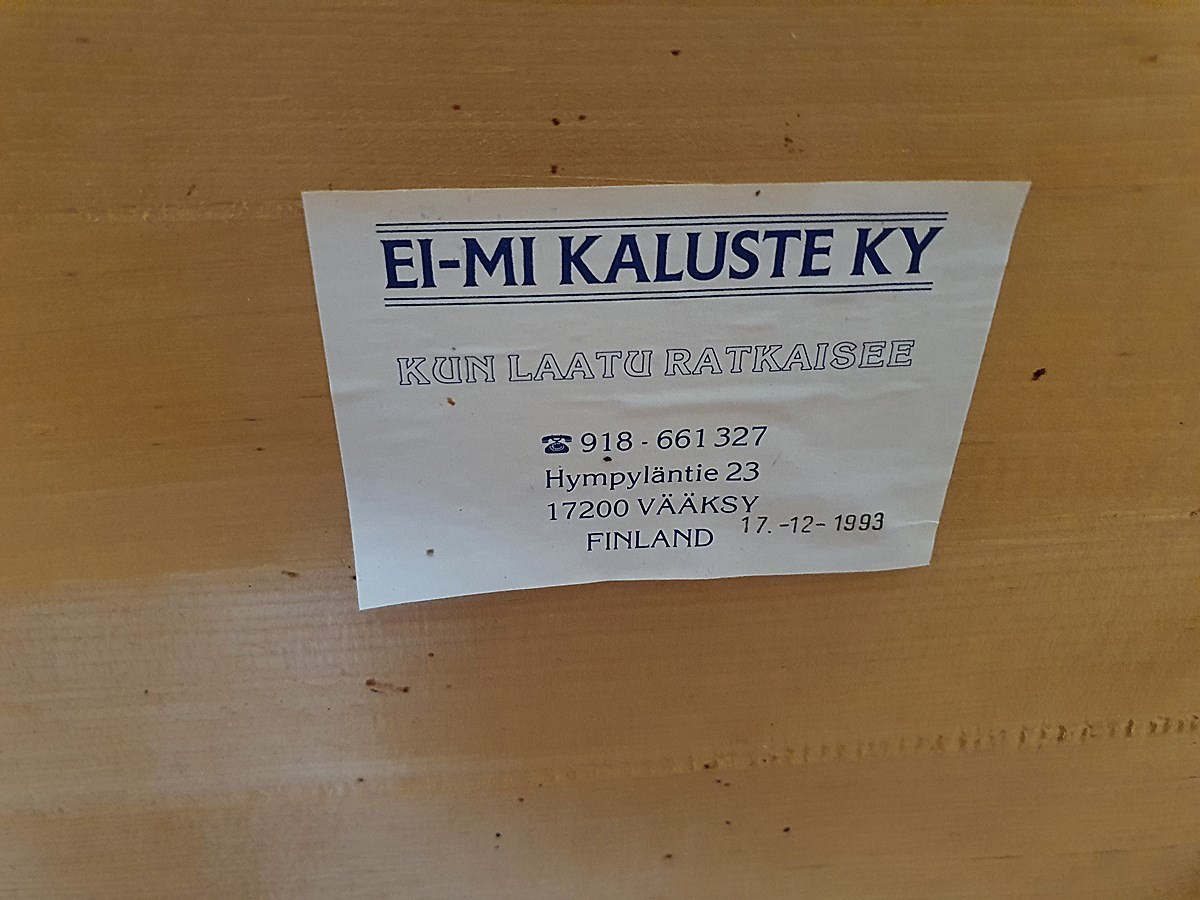 EI-MI KALUSTE KY
KUN LAATU RATKAISEE
☎ 918 - 661 327
Hympyläntie 23
17200 VÄÄKSY
FINLAND
17. -12- 1993